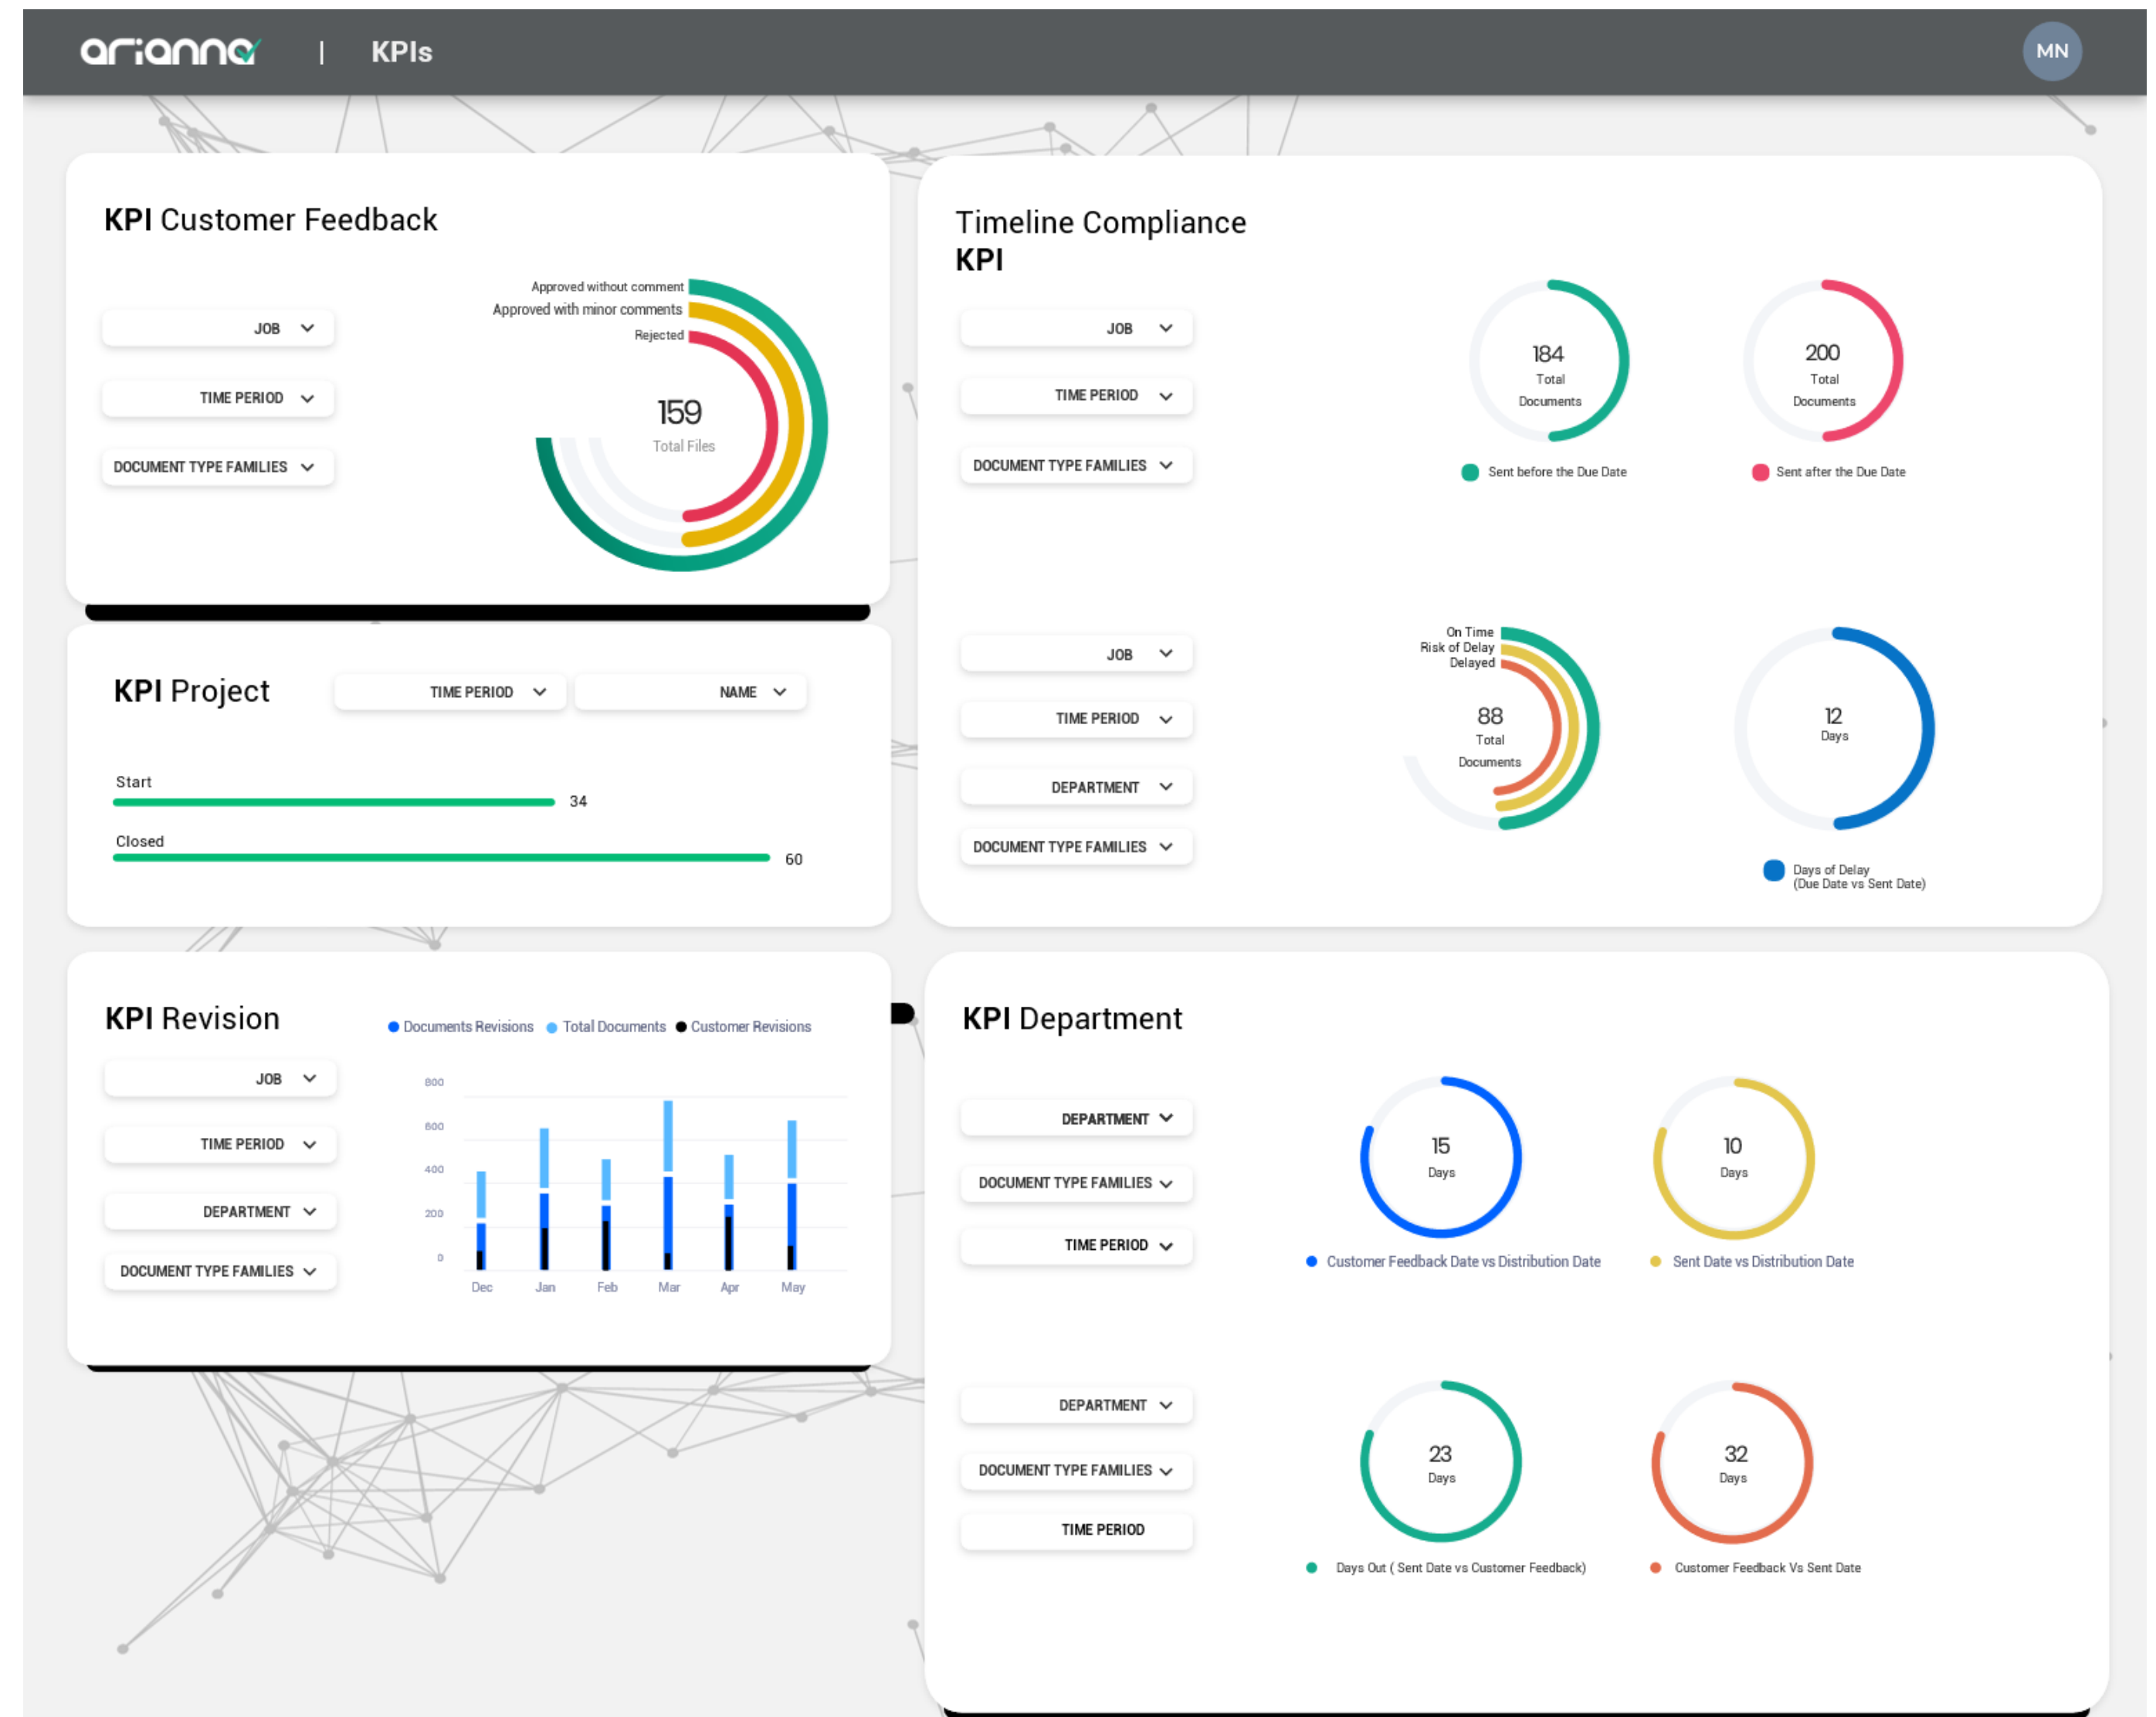 arianna | KPIs MN
KPI Customer Feedback
JOB
TIME PERIOD
DOCUMENT TYPE FAMILIES
Approved without comment
Approved with minor comments
Rejected
159
Total Files
Timeline Compliance
KPI
JOB
TIME PERIOD
DOCUMENT TYPE FAMILIES
184
Total
Documents
Sent before the Due Date
200
Total
Documents
Sent after the Due Date
JOB
TIME PERIOD
DEPARTMENT
DOCUMENT TYPE FAMILIES
On Time
Risk of Delay
Delayed
88
Total
Documents
12
Days
Days of Delay
(Due Date vs Sent Date)
KPI Project
TIME PERIOD
NAME
Start
34
Closed
60
KPI Revision
JOB
TIME PERIOD
DEPARTMENT
DOCUMENT TYPE FAMILIES
Documents Revisions Total Documents Customer Revisions
800
600
400
200
0
Dec Jan Feb Mar Apr May
KPI Department
DEPARTMENT
DOCUMENT TYPE FAMILIES
TIME PERIOD
15
Days
Customer Feedback Date vs Distribution Date
10
Days
Sent Date vs Distribution Date
DEPARTMENT
DOCUMENT TYPE FAMILIES
TIME PERIOD
23
Days
Days Out ( Sent Date vs Customer Feedback)
32
Days
Customer Feedback Vs Sent Date